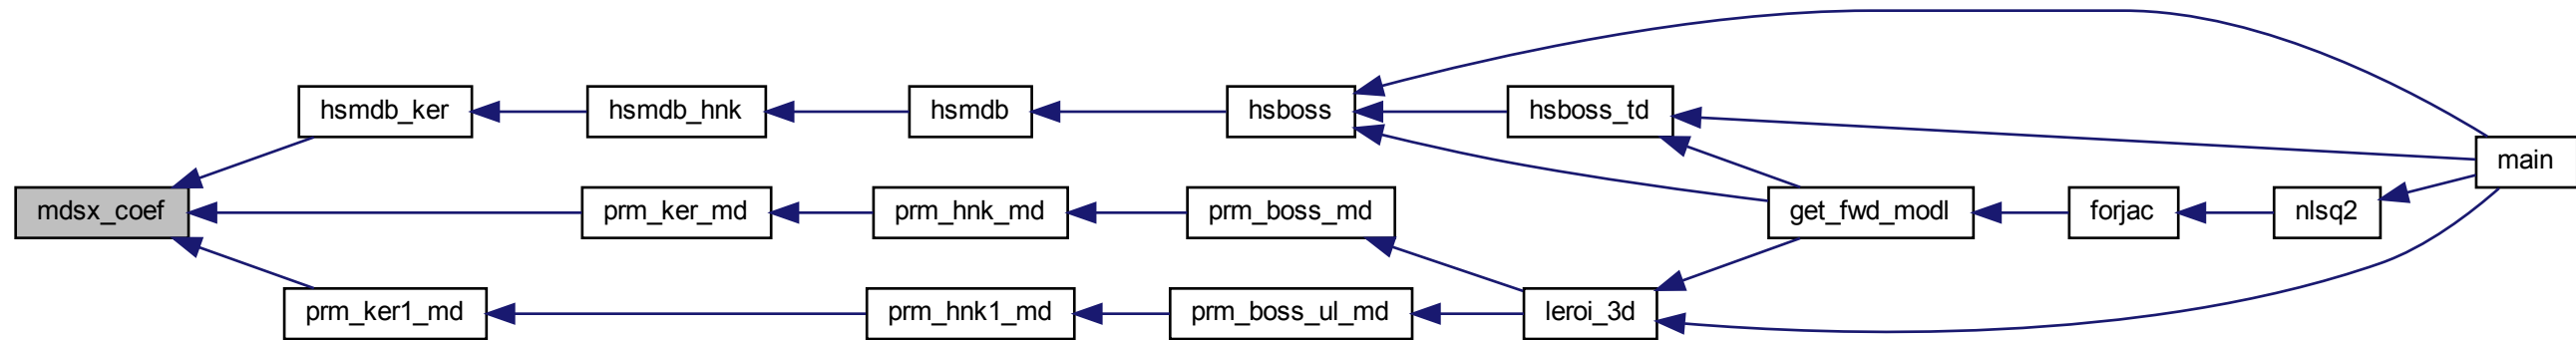 hsmdb_ker
hsmdb_hnk
hsmdb
hsboss
hsboss_td
main
mdsx_coef
prm_ker_md
prm_hnk_md
prm_boss_md
get_fwd_modl
forjac
nlsq2
prm_ker1_md
prm_hnk1_md
prm_boss_ul_md
leroi_3d